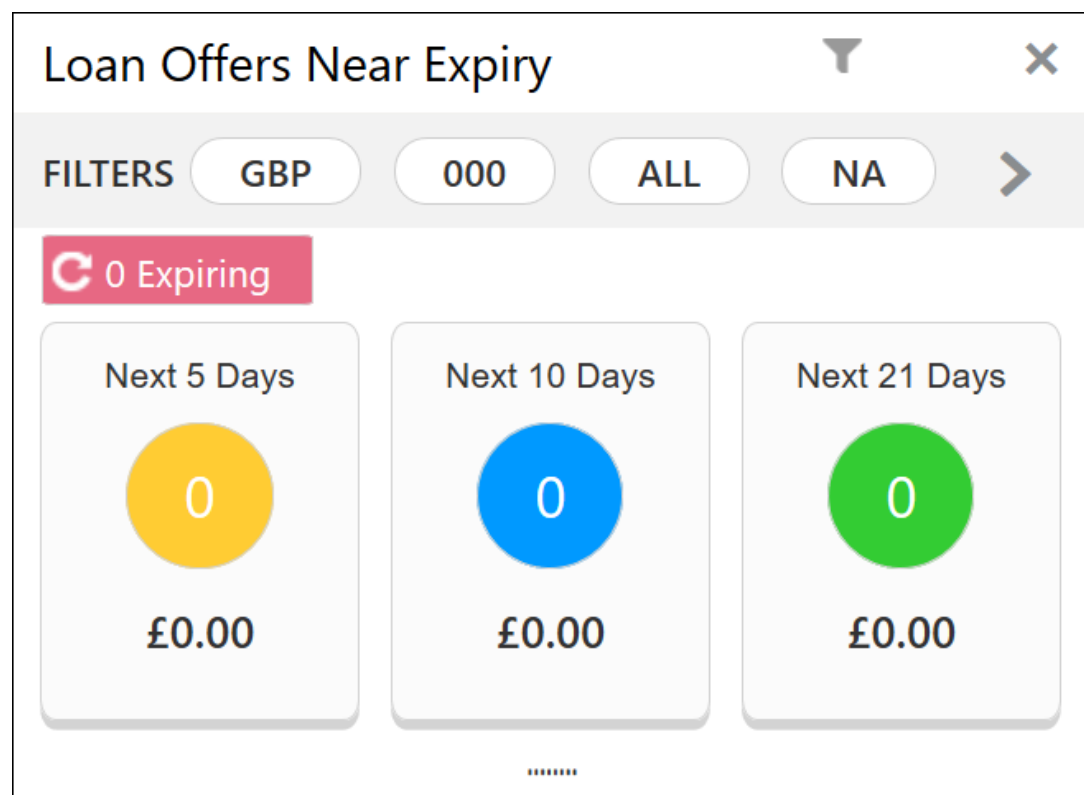 Loan Offers Near Expiry
FILTERS GBP 000 ALL NA
0 Expiring
Next 5 Days Next 10 Days Next 21 Days
0 0 0
£0.00 £0.00 £0.00